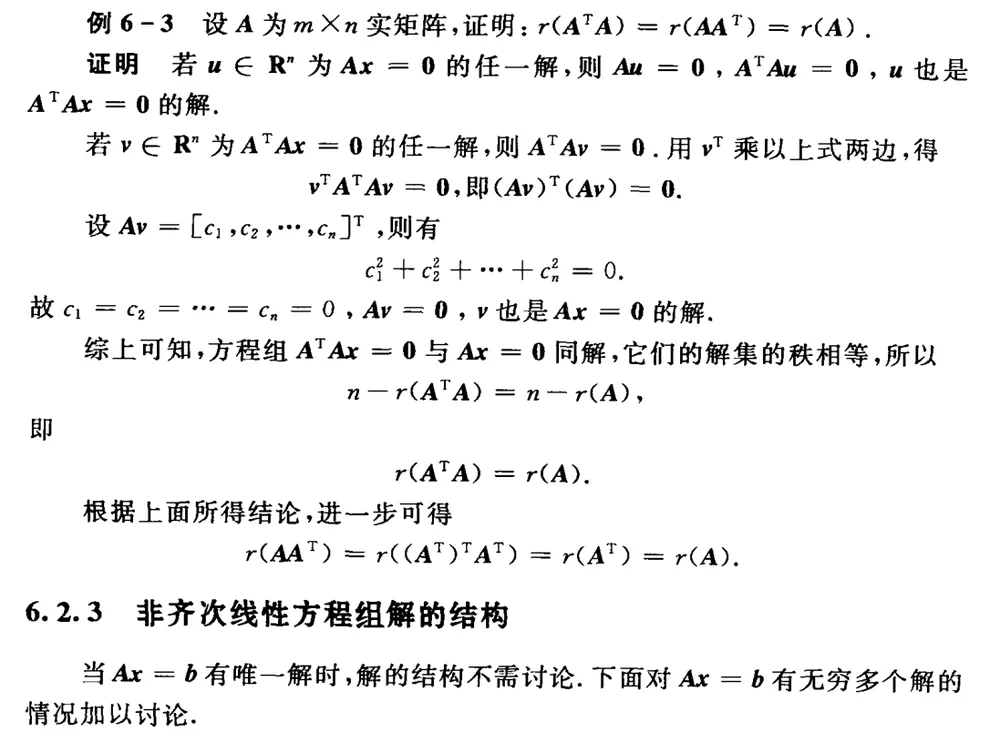 例 6-3 设 A 为 m×n 实矩阵,证明: r(AᵀA) = r(AAᵀ) = r(A).
证明 若 u ∈ Rⁿ 为 Ax = 0 的任一解,则 Au = 0 , AᵀAu = 0 , u 也是
AᵀAx = 0 的解.
若 v ∈ Rⁿ 为 AᵀAx = 0 的任一解,则 AᵀAv = 0 . 用 vᵀ 乘以上式两边,得
vᵀAᵀAv = 0,即(Av)ᵀ(Av) = 0.
设 Av = [c₁,c₂,⋯,cₙ]ᵀ ,则有
c₁² + c₂² + ⋯ + cₙ² = 0.
故 c₁ = c₂ = ⋯ = cₙ = 0 , Av = 0 , v 也是 Ax = 0 的解.
综上可知,方程组 AᵀAx = 0 与 Ax = 0 同解,它们的解集的秩相等,所以
n - r(AᵀA) = n - r(A),
即
r(AᵀA) = r(A).
根据上面所得结论,进一步可得
r(AAᵀ) = r((Aᵀ)ᵀAᵀ) = r(Aᵀ) = r(A).
6.2.3 非齐次线性方程组解的结构
当 Ax = b 有唯一解时,解的结构不需讨论. 下面对 Ax = b 有无穷多个解的
情况加以讨论.